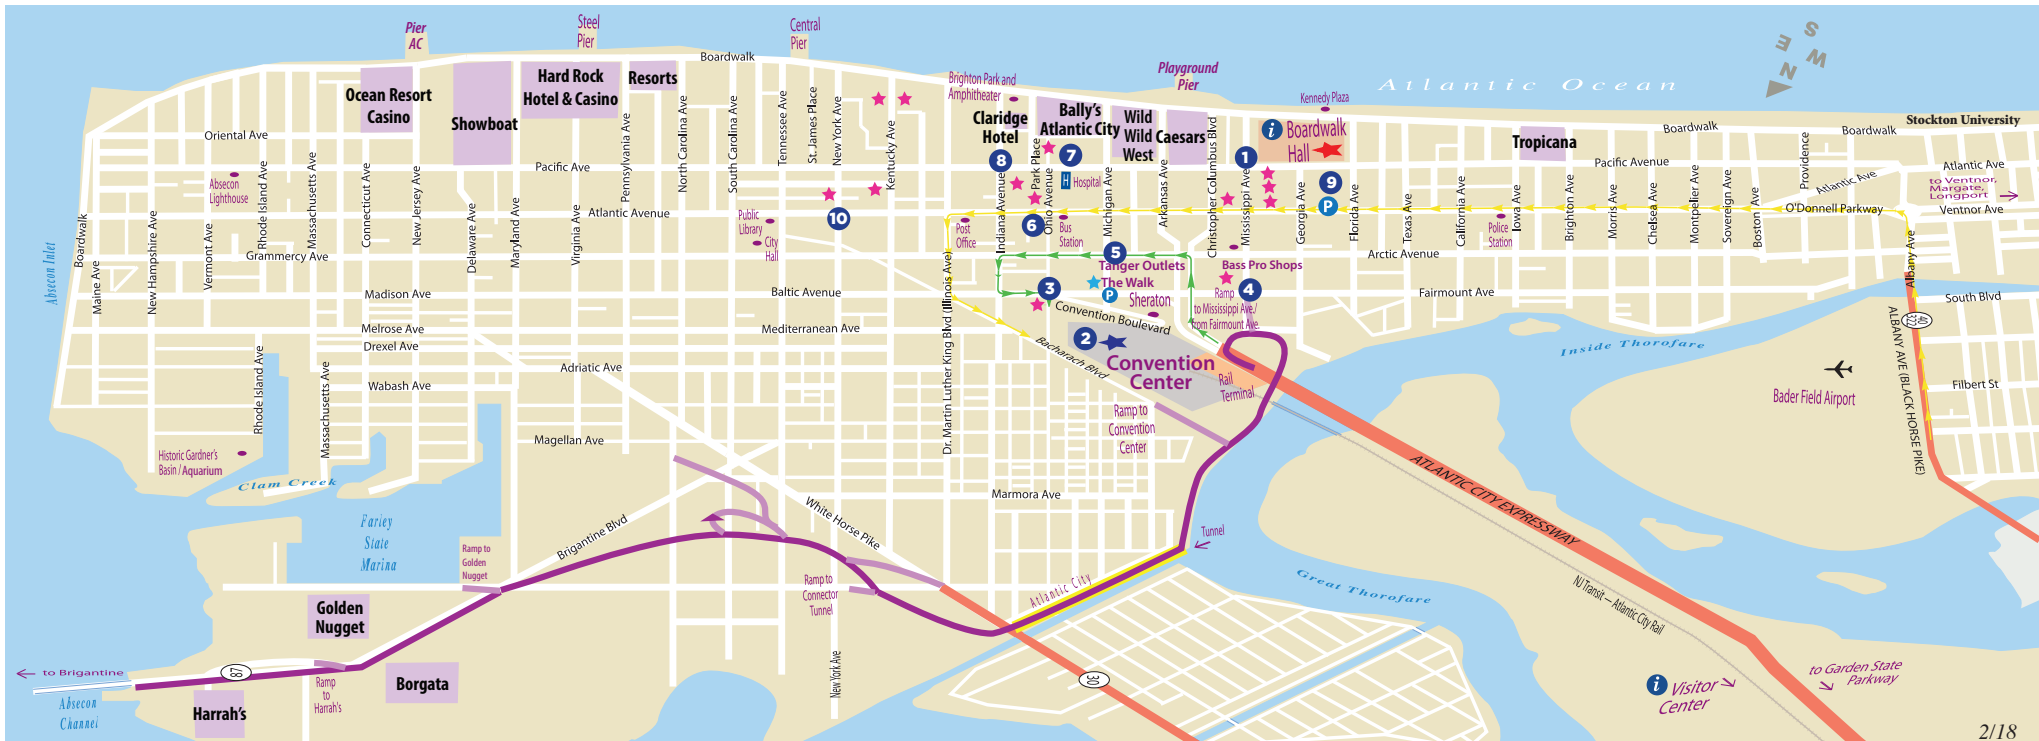 Pier
AC
Steel
Pier
Central
Pier
Playground
Pier
Atlantic Ocean
S
W
E
N
Boardwalk
Ocean Resort
Casino
Showboat
Hard Rock
Hotel & Casino
Resorts
Brighton Park and
Amphitheater
Claridge
Hotel
Bally's
Atlantic City
Wild
Wild
West
Caesars
Kennedy Plaza
i
Boardwalk
Hall
Tropicana
Boardwalk
Boardwalk
Stockton University
Oriental Ave
Pacific Ave
Pacific Avenue
Atlantic Ave
Atlantic Ave
to Ventnor,
Margate,
Longport
Ventnor Ave
O'Donnell Parkway
Providence
Absecon
Lighthouse
Atlantic Avenue
Public
Library
City
Hall
Post
Office
Bus
Station
H
Hospital
Police
Station
1
2
3
4
5
6
7
8
9
10
P
P
Absecon Inlet
Boardwalk
Maine Ave
New Hampshire Ave
Vermont Ave
Rhode Island Ave
Massachusetts Ave
Connecticut Ave
New Jersey Ave
Delaware Ave
Maryland Ave
Virginia Ave
Pennsylvania Ave
North Carolina Ave
South Carolina Ave
Tennessee Ave
St. James Place
New York Ave
Kentucky Ave
Dr. Martin Luther King Blvd (Illinois Ave)
Indiana Avenue
Park Place
Ohio Avenue
Michigan Ave
Arkansas Ave
Christopher Columbus Blvd
Mississippi Ave
Georgia Ave
Florida Ave
Texas Ave
California Ave
Iowa Ave
Brighton Ave
Morris Ave
Chelsea Ave
Montpelier Ave
Sovereign Ave
Boston Ave
Albany Ave
Grammercy Ave
Arctic Avenue
Tanger Outlets
The Walk
Bass Pro Shops
Madison Ave
Baltic Avenue
Sheraton
Ramp
to Mississippi Ave./
from Fairmount Ave.
Fairmount Ave
South Blvd
Melrose Ave
Mediterranean Ave
Convention Boulevard
40
322
Drexel Ave
Bacharach Blvd
Convention
Center
Rail
Terminal
Inside Thorofare
Adriatic Ave
Wabash Ave
Rhode Island Ave
Massachusetts Ave
Bader Field Airport
Filbert St
ALBANY AVE (BLACK HORSE PIKE)
Ramp to
Convention
Center
Magellan Ave
Historic Gardner's
Basin / Aquarium
Clam Creek
Marmora Ave
White Horse Pike
ATLANTIC CITY EXPRESSWAY
Farley
State
Marina
Brigantine Blvd
Tunnel
Ramp to
Golden
Nugget
Ramp to
Connector
Tunnel
Atlantic City
Great Thorofare
NJ Transit — Atlantic City Rail
Golden
Nugget
New York Ave
30
87
to Brigantine
Absecon
Channel
Harrah's
Ramp
to
Harrah's
Borgata
i
Visitor
Center
to Garden State
Parkway
2/18